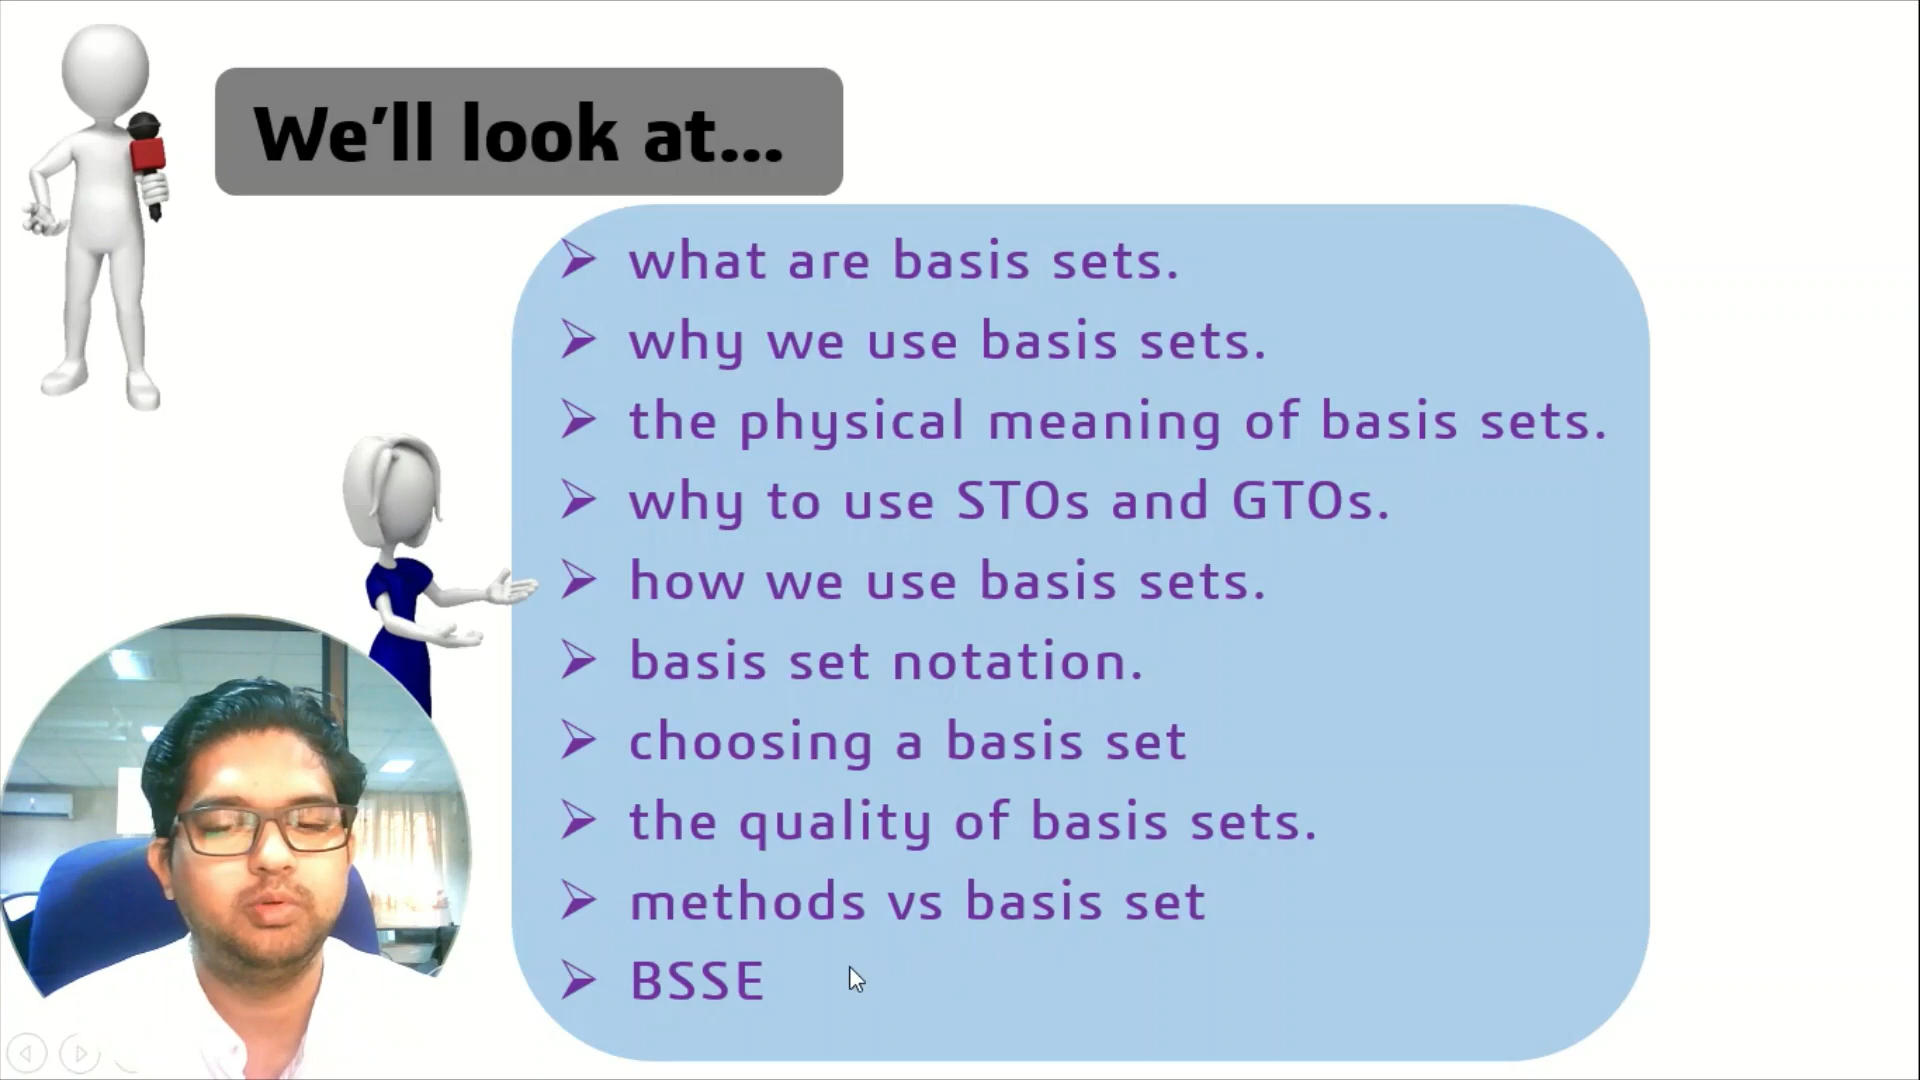 We'll look at...
what are basis sets.
why we use basis sets.
the physical meaning of basis sets.
why to use STOs and GTOs.
how we use basis sets.
basis set notation.
choosing a basis set
the quality of basis sets.
methods vs basis set
BSSE